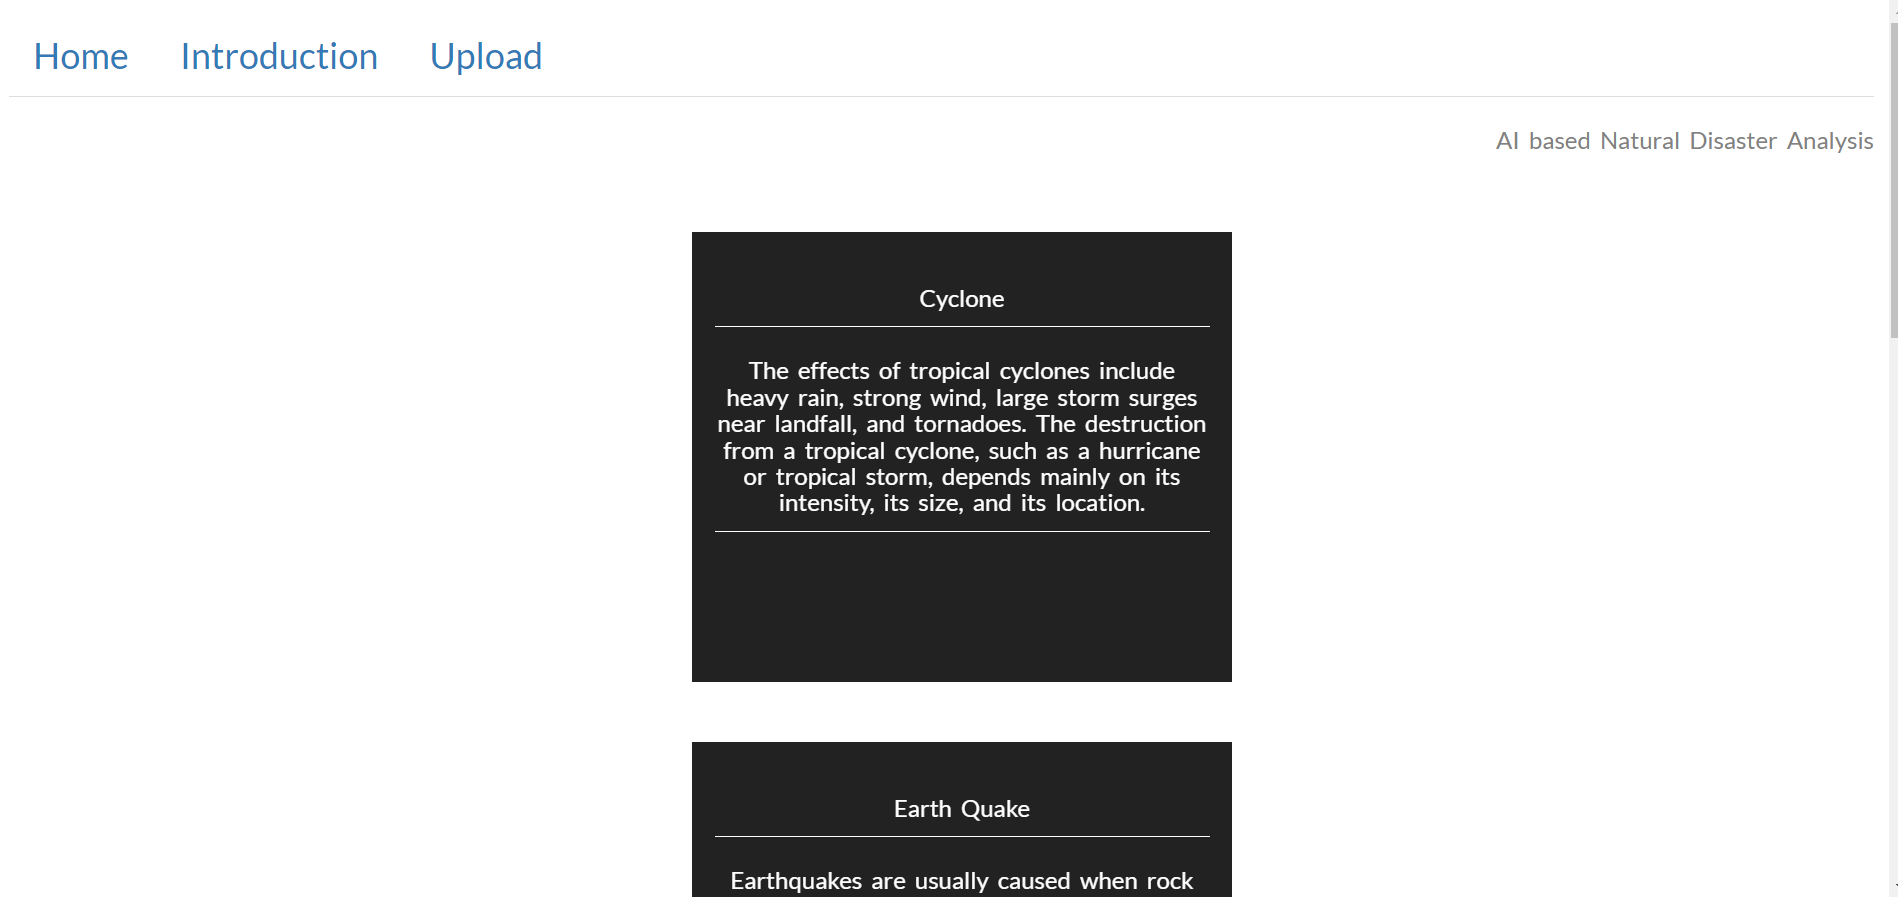 Home Introduction Upload
AI based Natural Disaster Analysis
Cyclone
The effects of tropical cyclones include
heavy rain, strong wind, large storm surges
near landfall, and tornadoes. The destruction
from a tropical cyclone, such as a hurricane
or tropical storm, depends mainly on its
intensity, its size, and its location.
Earth Quake
Earthquakes are usually caused when rock